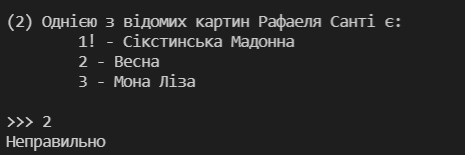 (2) Однією з відомих картин Рафаеля Санті є:
1! - Сікстинська Мадонна
2 - Весна
3 - Мона Ліза
>>> 2
Неправильно